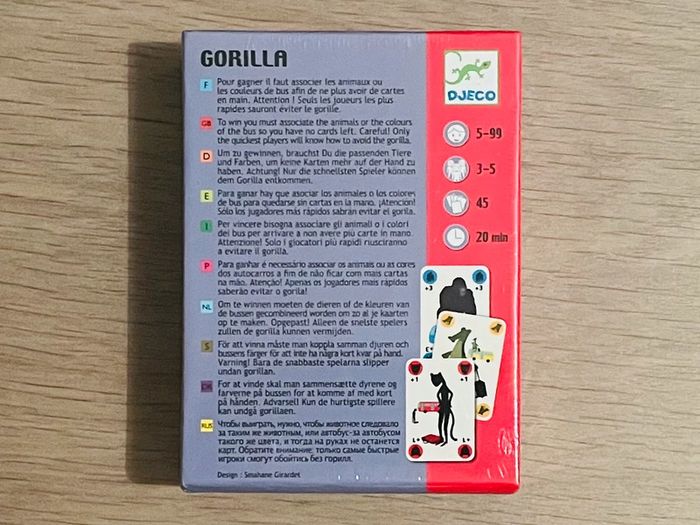 GORILLA
F
Pour gagner il faut associer les animaux ou
les couleurs de bus afin de ne plus avoir de cartes
en main. Attention ! Seuls les joueurs les plus
rapides sauront éviter le gorille.
GB
To win you must associate the animals or the colours
of the bus so you have no cards left. Careful! Only
the quickest players will know how to avoid the gorilla.
D
Um zu gewinnen, brauchst Du die passenden Tiere
und Farben, um keine Karten mehr auf der Hand zu
haben. Achtung! Nur die schnellsten Spieler können
dem Gorilla entkommen.
E
Para ganar hay que asociar los animales o los colores
de bus para quedarse sin cartas en la mano. ¡Atención!
Sólo los jugadores más rápidos sabrán evitar el gorila.
I
Per vincere bisogna associare gli animali o i colori
dei bus per arrivare a non avere più carte in mano.
Attenzione! Solo i giocatori più rapidi riusciranno
a evitare il gorilla.
P
Para ganhar é necessário associar os animais ou as cores
dos autocarros a fim de não ficar com mais cartas
na mão. Atenção! Apenas os jogadores mais rápidos
saberão evitar o gorila!
NL
Om te winnen moeten de dieren of de kleuren van
de bussen gecombineerd worden om zo al je kaarten
op te maken. Opgepast! Alleen de snelste spelers
zullen de gorilla kunnen vermijden.
S
För att vinna måste man koppla samman djuren och
bussens färger för att inte ha några kort kvar på hand.
Varning! Bara de snabbaste spelarna slipper
undan gorillan.
DK
For at vinde skal man sammensætte dyrene og
farverne på bussen for at komme af med kort
på hånden. Advarsel! Kun de hurtigste spillere
kan undgå gorillaen.
RUS
Чтобы выиграть, нужно, чтобы животное следовало
за таким же животным, или автобус-за автобусом
такого же цвета, и тогда на руках не останется
карт. Обратите внимание: только самые быстрые
игроки смогут обойтись без горилл.
Design : Smahane Girardet
DJECO
5-99
3-5
45
20 min
+3
+3
+1
+1
+1
+1